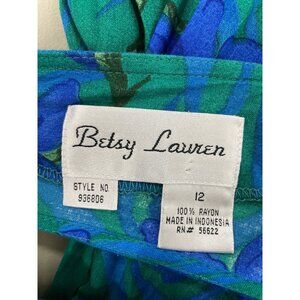 Betsy Lauren
STYLE NO.
936806
12
100% RAYON
MADE IN INDONESIA
RN# 56622